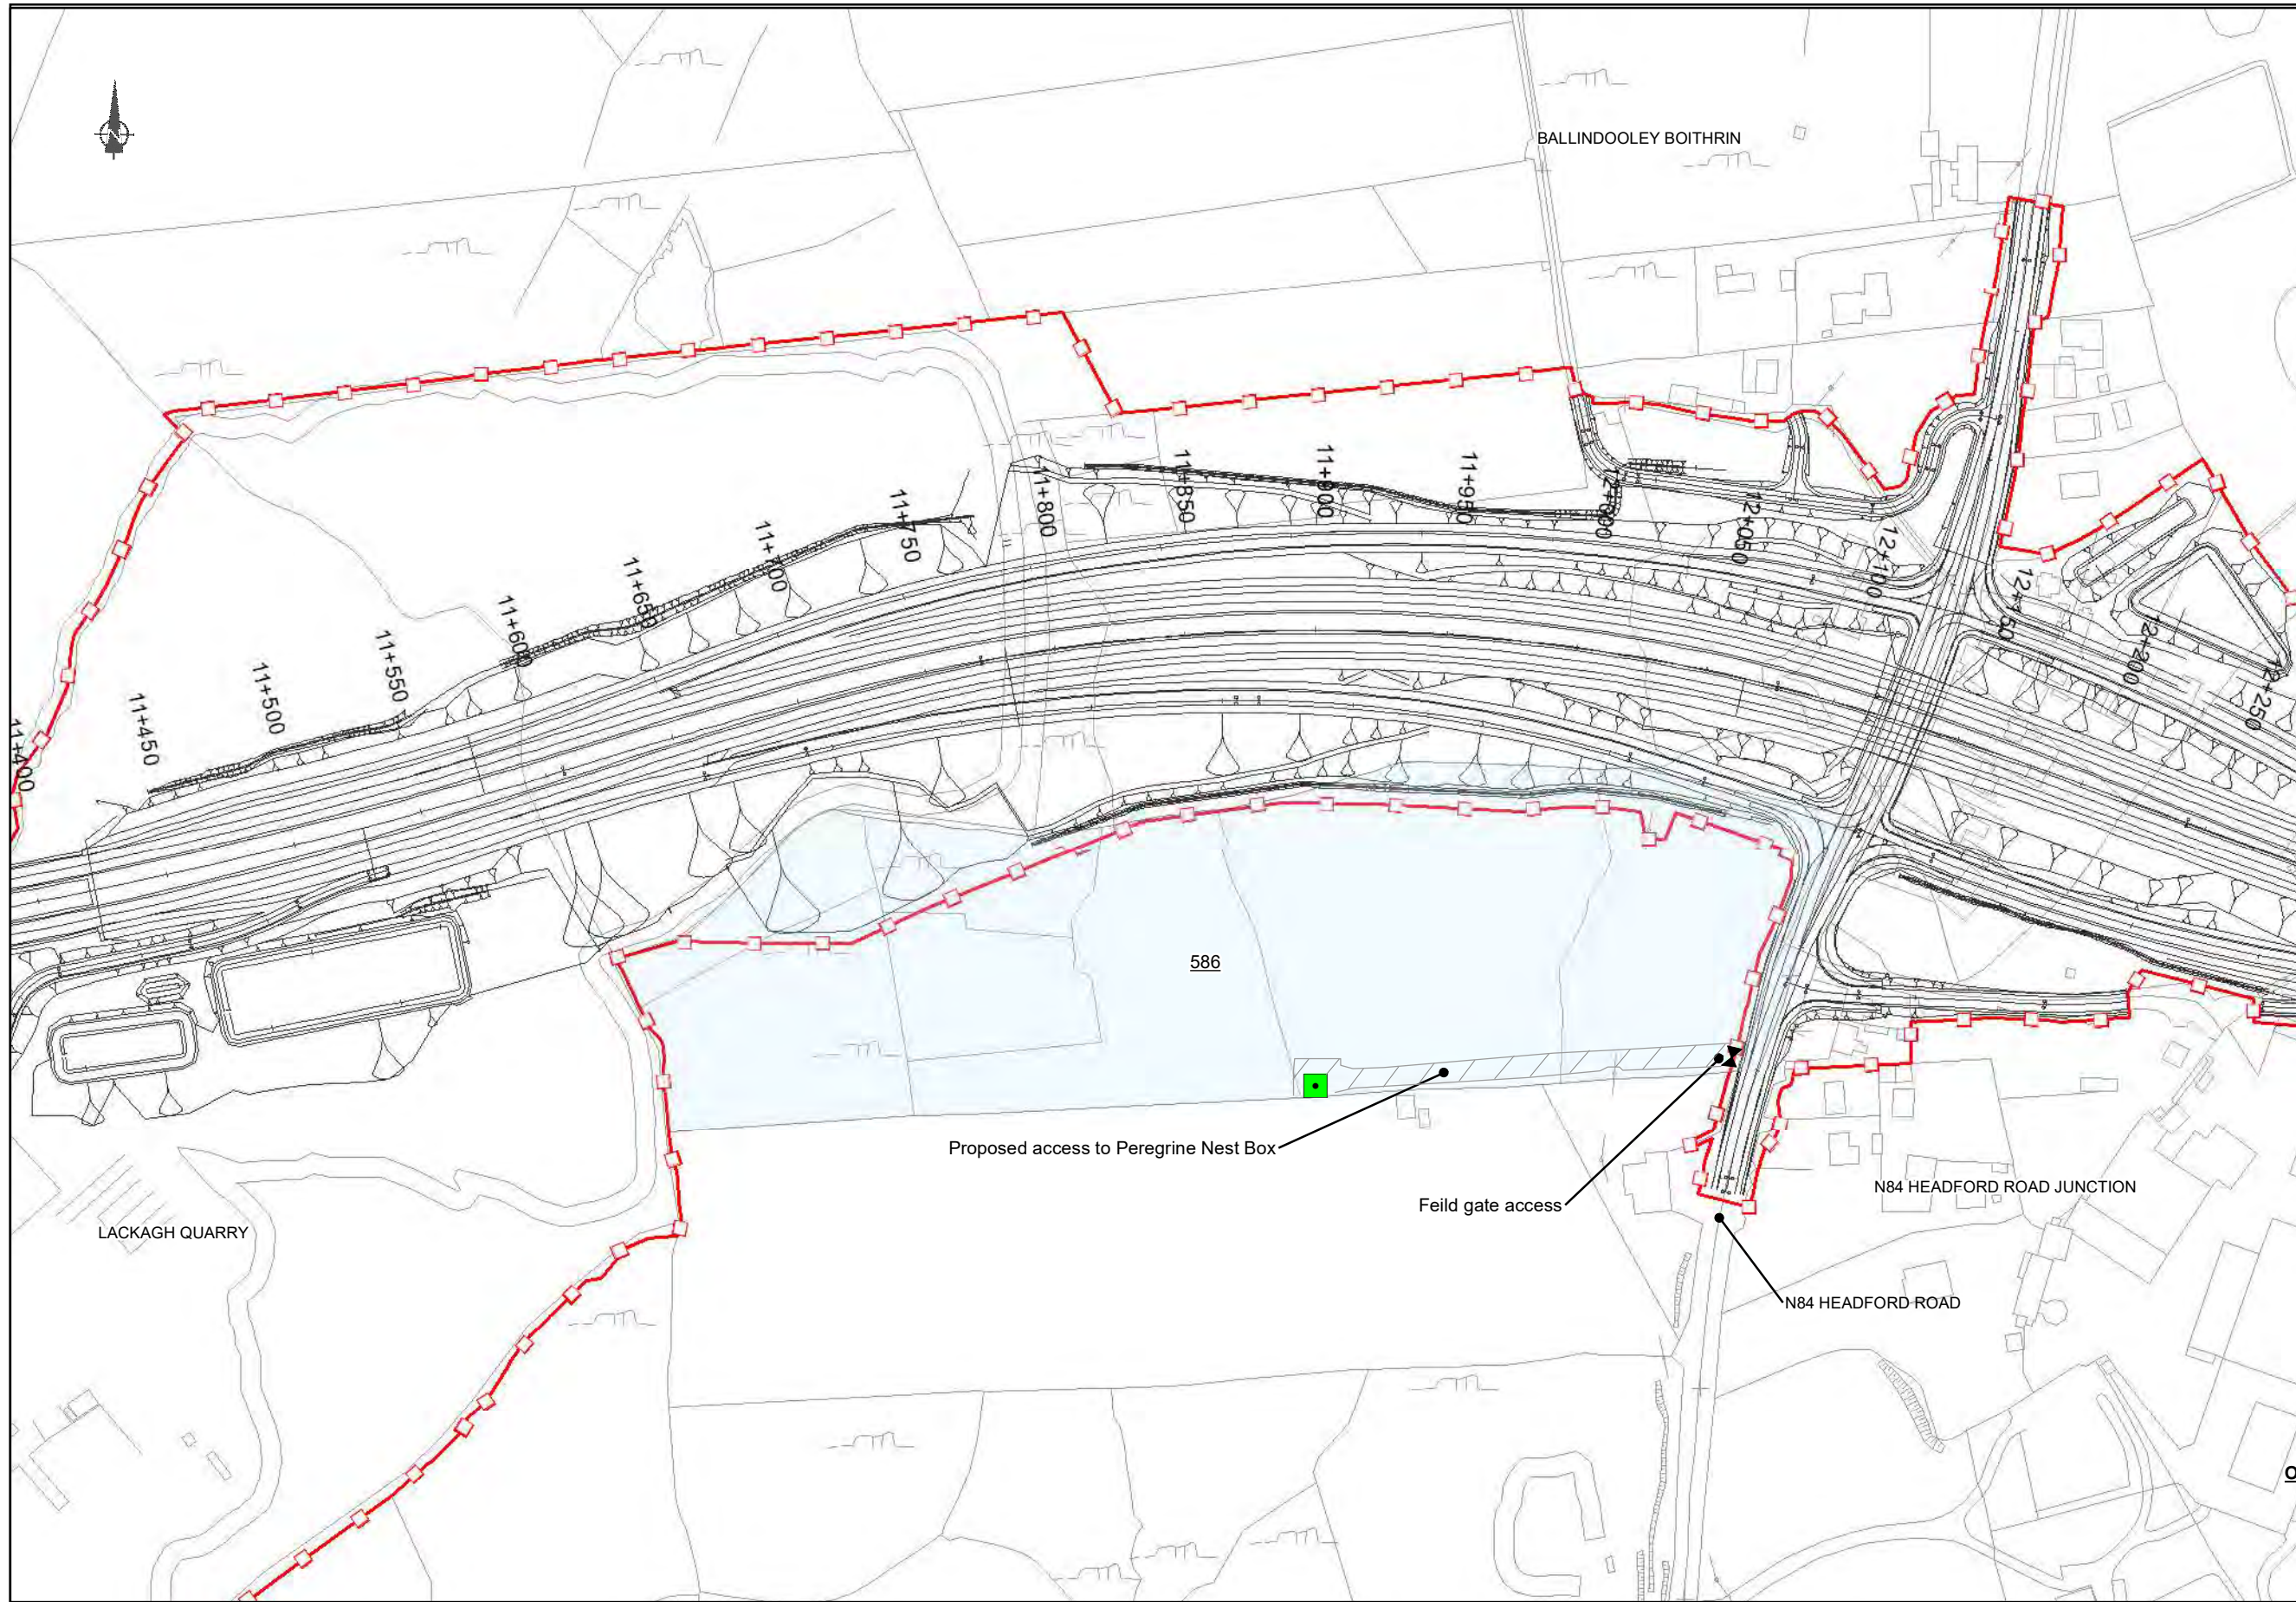 N
BALLINDOOLEY BOITHRIN
11+400
11+450
11+500
11+550
11+600
11+650
11+700
11+750
11+800
11+850
11+900
11+950
12+000
12+050
12+100
12+150
12+200
12+250
586
Proposed access to Peregrine Nest Box
Feild gate access
N84 HEADFORD ROAD JUNCTION
LACKAGH QUARRY
N84 HEADFORD ROAD